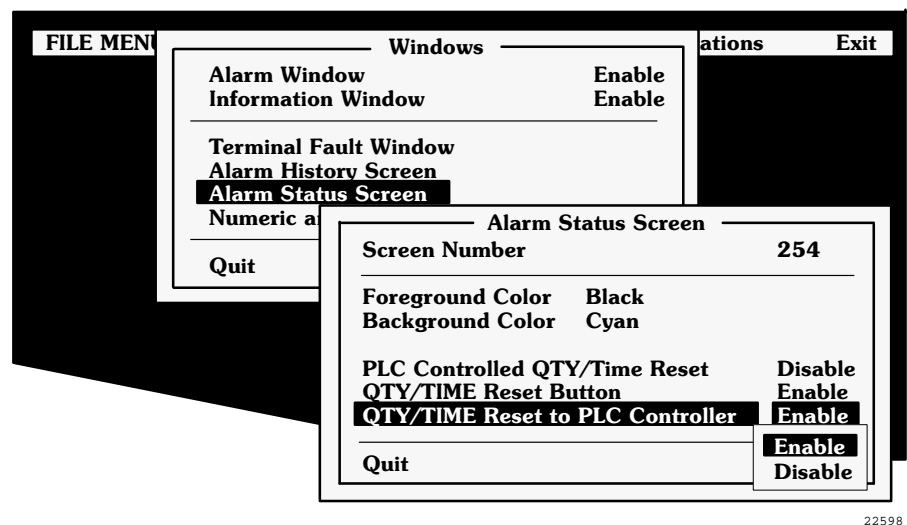 FILE MENU ations Exit
Windows
Alarm Window Enable
Information Window Enable
Terminal Fault Window
Alarm History Screen
Alarm Status Screen
Numeric a
Quit
Alarm Status Screen
Screen Number 254
Foreground Color Black
Background Color Cyan
PLC Controlled QTY/Time Reset Disable
QTY/TIME Reset Button Enable
QTY/TIME Reset to PLC Controller Enable
Enable
Disable
Quit
22598